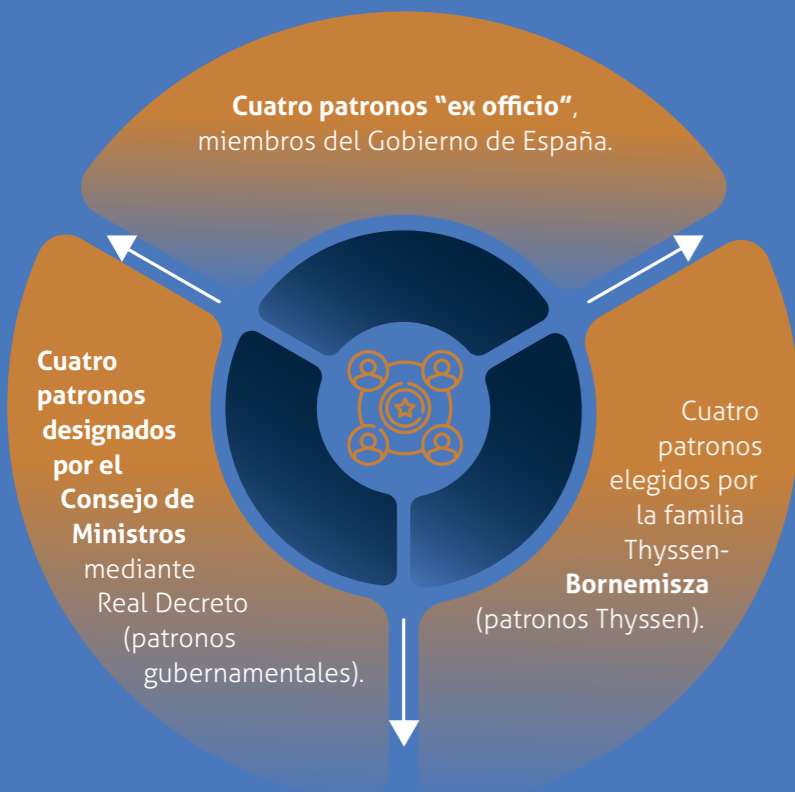 Cuatro patronos “ex officio”,
miembros del Gobierno de España.
Cuatro
patronos
designados
por el
Consejo de
Ministros
mediante
Real Decreto
(patronos
gubernamentales).
Cuatro
patronos
elegidos por
la familia
Thyssen-
Bornemisza
(patronos Thyssen).